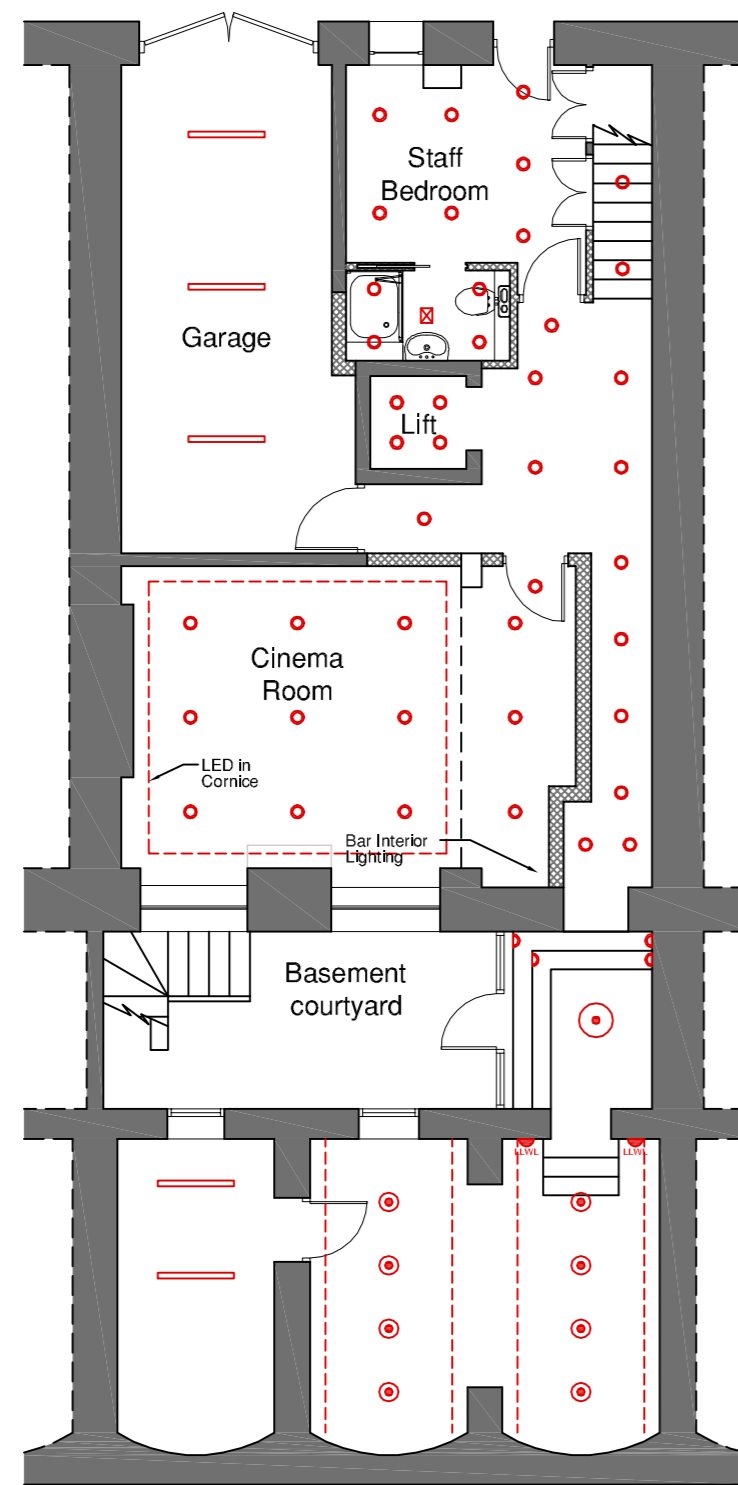 Staff
Bedroom
Garage
Lift
Cinema
Room
LED in
Cornice
Bar Interior
Lighting
Basement
courtyard
LLWL
LLWL